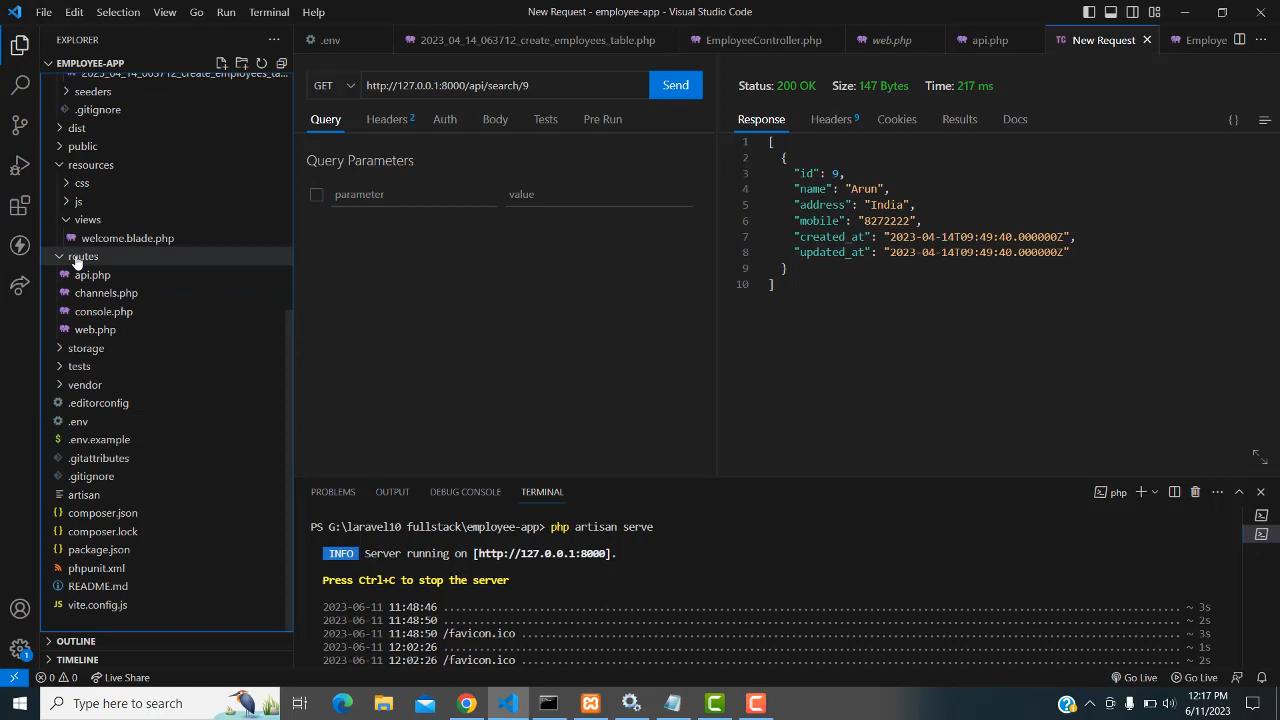 File Edit Selection View Go Run Terminal Help
New Request - employee-app - Visual Studio Code
EXPLORER
.env
2023_04_14_063712_create_employees_table.php
EmployeeController.php
web.php
api.php
TC New Request
Employe
EMPLOYEE-APP
2023_04_14_063712_create_employees_ta...
seeders
.gitignore
dist
public
resources
css
js
views
welcome.blade.php
routes
api.php
channels.php
console.php
web.php
storage
tests
vendor
.editorconfig
.env
.env.example
.gitattributes
.gitignore
artisan
composer.json
composer.lock
package.json
phpunit.xml
README.md
JS vite.config.js
OUTLINE
TIMELINE
GET http://127.0.0.1:8000/api/search/9 Send
Query Headers 2 Auth Body Tests Pre Run
Query Parameters
parameter value
Status: 200 OK Size: 147 Bytes Time: 217 ms
Response Headers 9 Cookies Results Docs
1 [
2 {
3 "id": 9,
4 "name": "Arun",
5 "address": "India",
6 "mobile": "8272222",
7 "created_at": "2023-04-14T09:49:40.000000Z",
8 "updated_at": "2023-04-14T09:49:40.000000Z"
9 }
10 ]
PROBLEMS OUTPUT DEBUG CONSOLE TERMINAL
php
PS G:\laravel10 fullstack\employee-app> php artisan serve
INFO Server running on [http://127.0.0.1:8000].
Press Ctrl+C to stop the server
2023-06-11 11:48:46 ........ ~ 3s
2023-06-11 11:48:50 ........ ~ 2s
2023-06-11 11:48:50 /favicon.ico ........ ~ 3s
2023-06-11 12:02:26 ........ ~ 1s
2023-06-11 12:02:26 /favicon.ico ........ ~ 2s
1
0 0 Live Share
Go Live Go Live
Type here to search
12:17 PM
6/11/2023